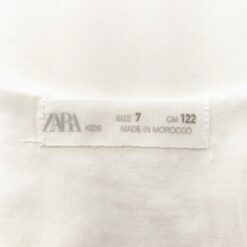 ZARA KIDS SIZE 7 CM 122
MADE IN MOROCCO